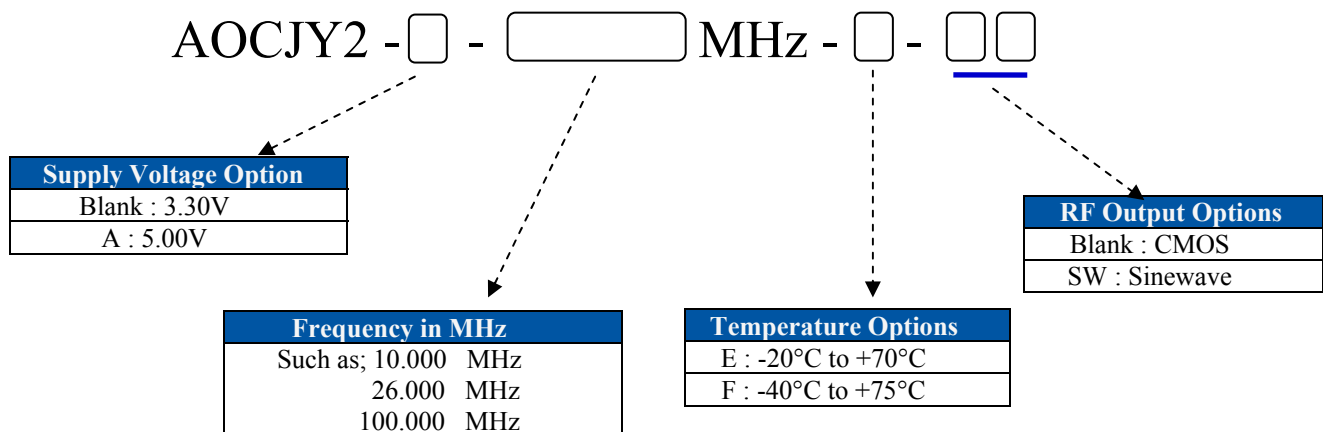 AOCJY2 - - MHz - -
Supply Voltage Option
Blank : 3.30V
A : 5.00V
Frequency in MHz
Such as; 10.000 MHz
26.000 MHz
100.000 MHz
Temperature Options
E : -20°C to +70°C
F : -40°C to +75°C
RF Output Options
Blank : CMOS
SW : Sinewave